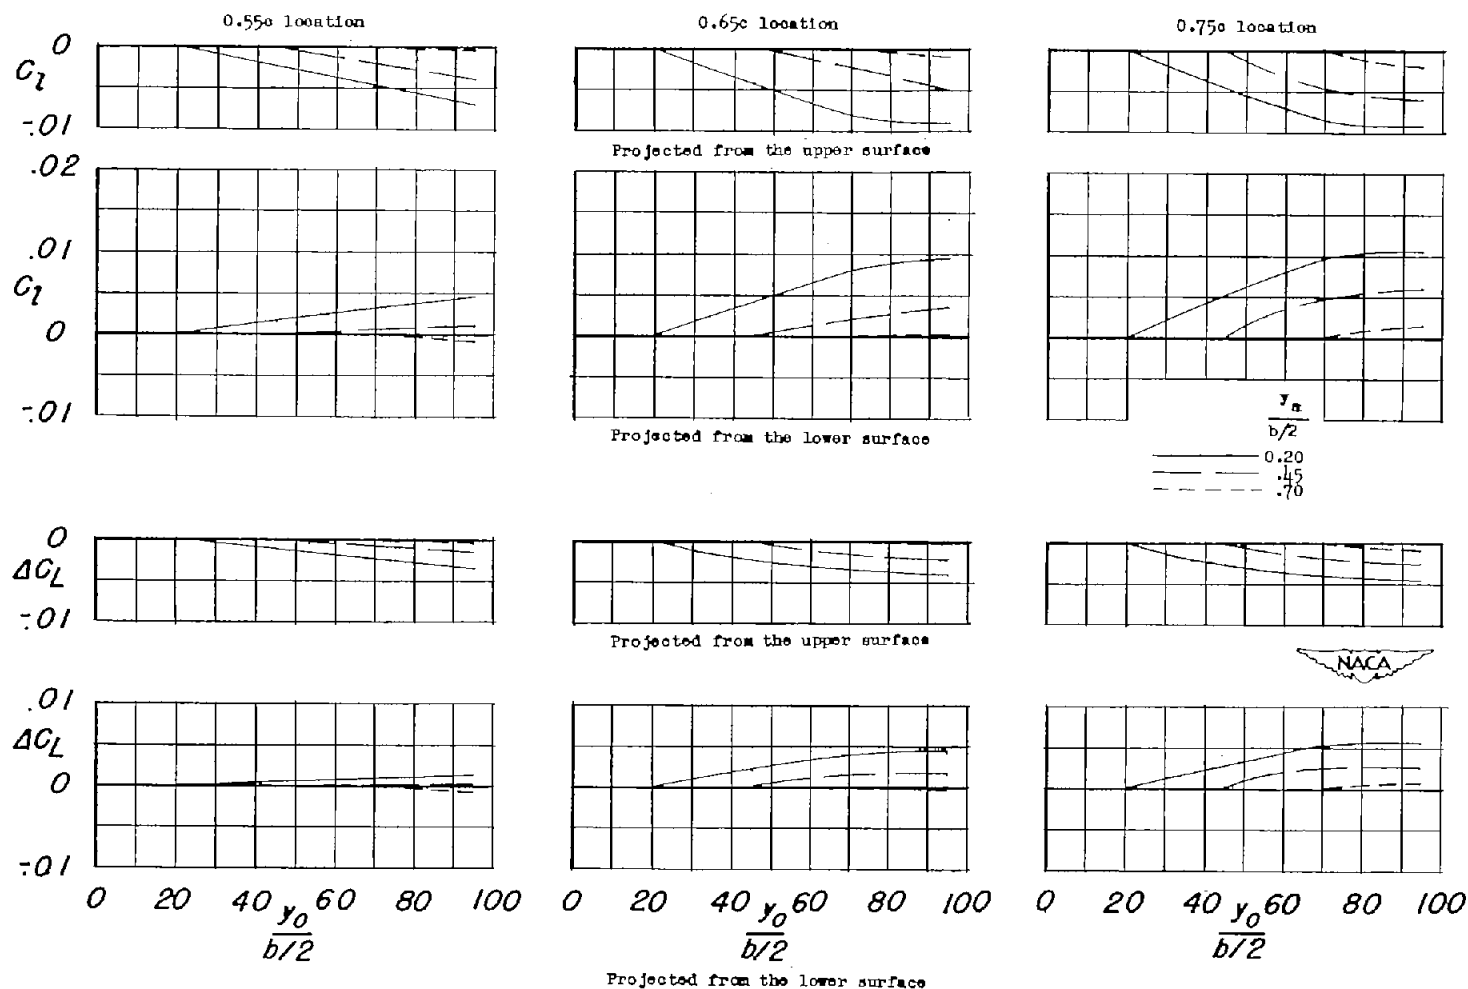 0.55c location 0.65c location 0.75c location
0
C_l
-.01
Projected from the upper surface
.02
.01
C_l
0
-.01
Projected from the lower surface
y_a
b/2
0.20
.45
.70
0
ΔC_L
-.01
Projected from the upper surface
NACA
.01
ΔC_L
0
-.01
0 20 40 60 80 100 0 20 40 60 80 100 0 20 40 60 80 100
y_o y_o y_o
b/2 b/2 b/2
Projected from the lower surface